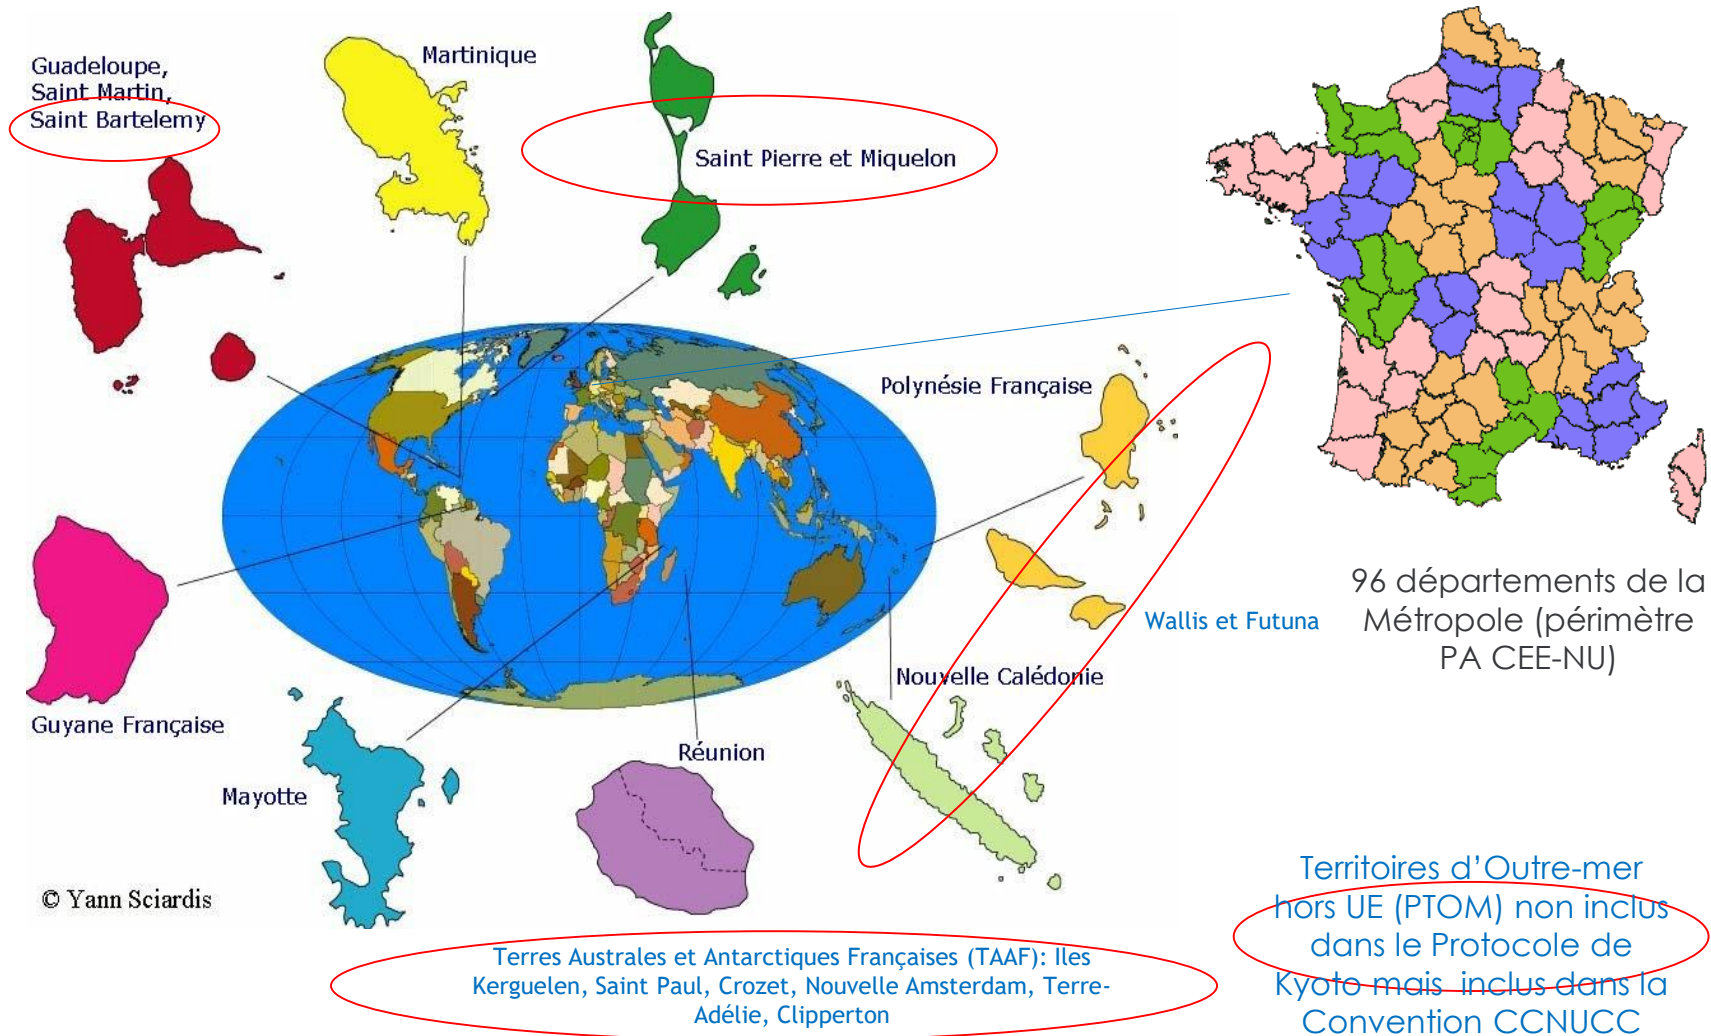 Guadeloupe,
Saint Martin,
Saint Bartelemy
Martinique
Saint Pierre et Miquelon
Polynésie Française
Wallis et Futuna
Nouvelle Calédonie
96 départements de la
Métropole (périmètre
PA CEE-NU)
Guyane Française
Mayotte
Réunion
© Yann Sciardis
Terres Australes et Antarctiques Françaises (TAAF): Iles
Kerguelen, Saint Paul, Crozet, Nouvelle Amsterdam, Terre-
Adélie, Clipperton
Territoires d’Outre-mer
hors UE (PTOM) non inclus
dans le Protocole de
Kyoto mais inclus dans la
Convention CCNUCC